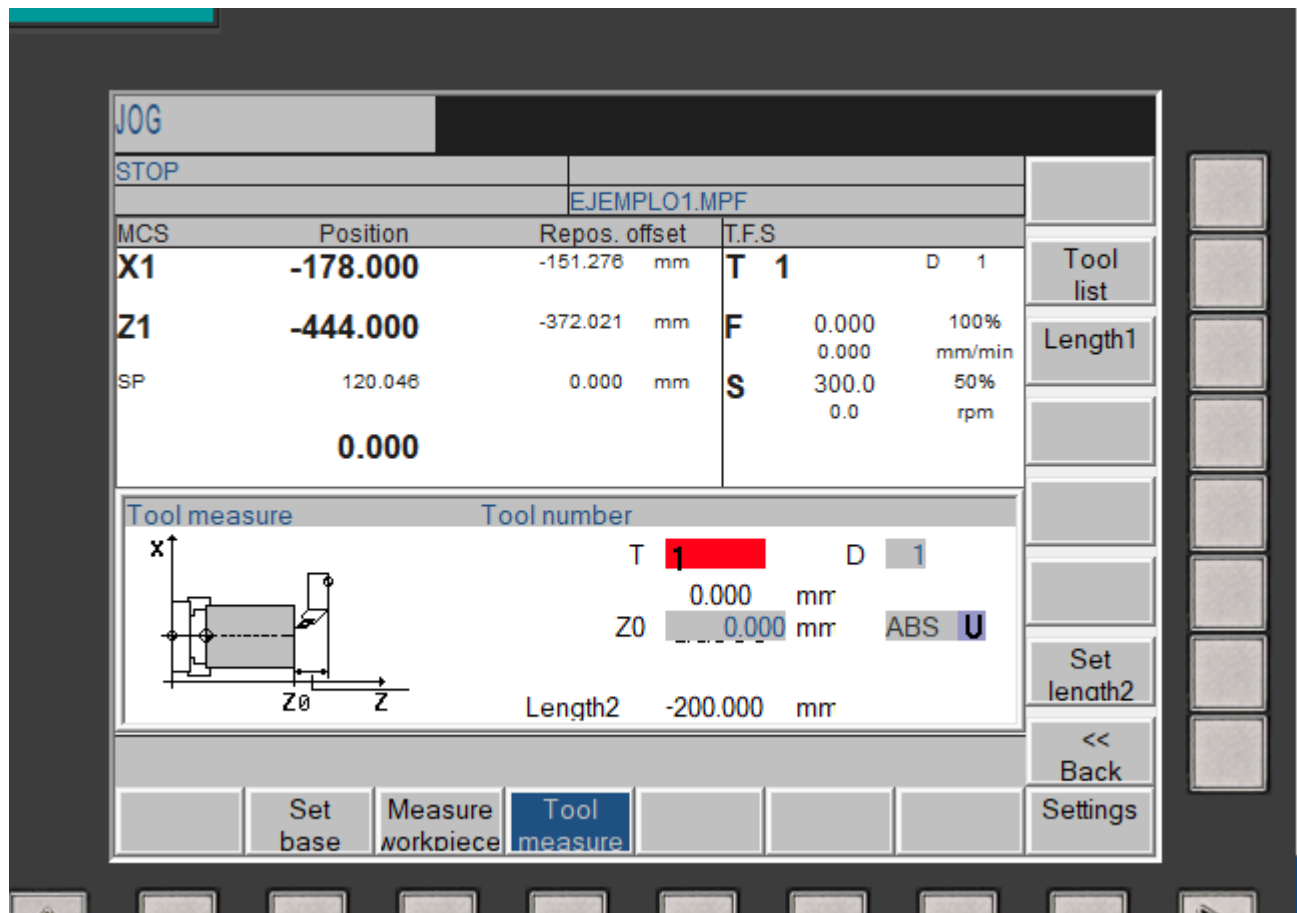 JOG
STOP
EJEMPLO1.MPF
MCS Position Repos. offset T.F.S
X1 -178.000 -151.276 mm T 1 D 1
Tool list
Z1 -444.000 -372.021 mm F 0.000 100%
0.000 mm/min
Length1
SP 120.046 0.000 mm S 300.0 50%
0.0 rpm
0.000
Tool measure Tool number
X T 1 D 1
0.000 mm
Z0 0.000 mm ABS U
Set length2
Z0 Z
Length2 -200.000 mm
<< Back
Set base Measure workpiece Tool measure Settings